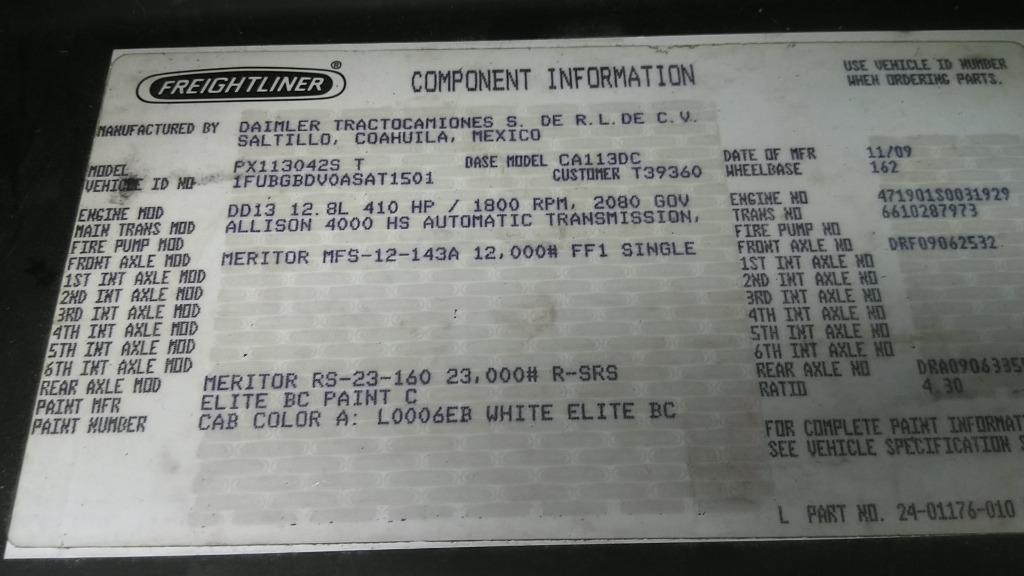 FREIGHTLINER ®
COMPONENT INFORMATION
USE VEHICLE ID NUMBER
WHEN ORDERING PARTS.
MANUFACTURED BY DAIMLER TRACTOCAMIONES S. DE R.L.DE C.V.
SALTILLO, COAHUILA, MEXICO
MODEL PX113042S T BASE MODEL CA113DC
VEHICLE ID NO 1FUBGBDV0ASAT1501 CUSTOMER T39360
ENGINE MOD DD13 12.8L 410 HP / 1800 RPM, 2080 GOV
MAIN TRANS MOD ALLISON 4000 HS AUTOMATIC TRANSMISSION,
FIRE PUMP MOD
FRONT AXLE MOD MERITOR MFS-12-143A 12,000# FF1 SINGLE
1ST INT AXLE MOD
2ND INT AXLE MOD
3RD INT AXLE MOD
4TH INT AXLE MOD
5TH INT AXLE MOD
6TH INT AXLE MOD
REAR AXLE MOD MERITOR RS-23-160 23,000# R-SRS
PAINT MFR ELITE BC PAINT C
PAINT NUMBER CAB COLOR A: L0006EB WHITE ELITE BC
DATE OF MFR 11/09
WHEELBASE 162
ENGINE NO 471901S0031929
TRANS NO 6610287973
FIRE PUMP NO
FRONT AXLE NO DRF09062532
1ST INT AXLE NO
2ND INT AXLE NO
3RD INT AXLE NO
4TH INT AXLE NO
5TH INT AXLE NO
6TH INT AXLE NO
REAR AXLE NO DRA0906335
RATIO 4.30
FOR COMPLETE PAINT INFORMAT
SEE VEHICLE SPECIFICATION
L PART NO. 24-01176-010